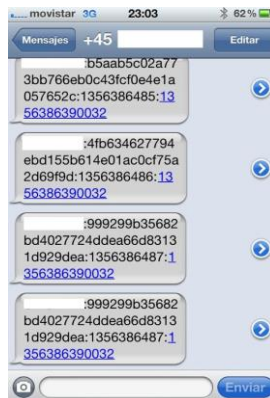 movistar 3G 23:03 62%
Mensajes +45 Editar
:b5aab5c02a77
3bb766eb0c43fcf0e4e1a
057652c:1356386485:13
56386390032
:4fb634627794
ebd155b614e01ac0cf75a
2d69f9d:1356386486:13
56386390032
:999299b35682
bd4027724ddea66d8313
1d929dea:1356386487:1
356386390032
:999299b35682
bd4027724ddea66d8313
1d929dea:1356386487:1
356386390032
Enviar